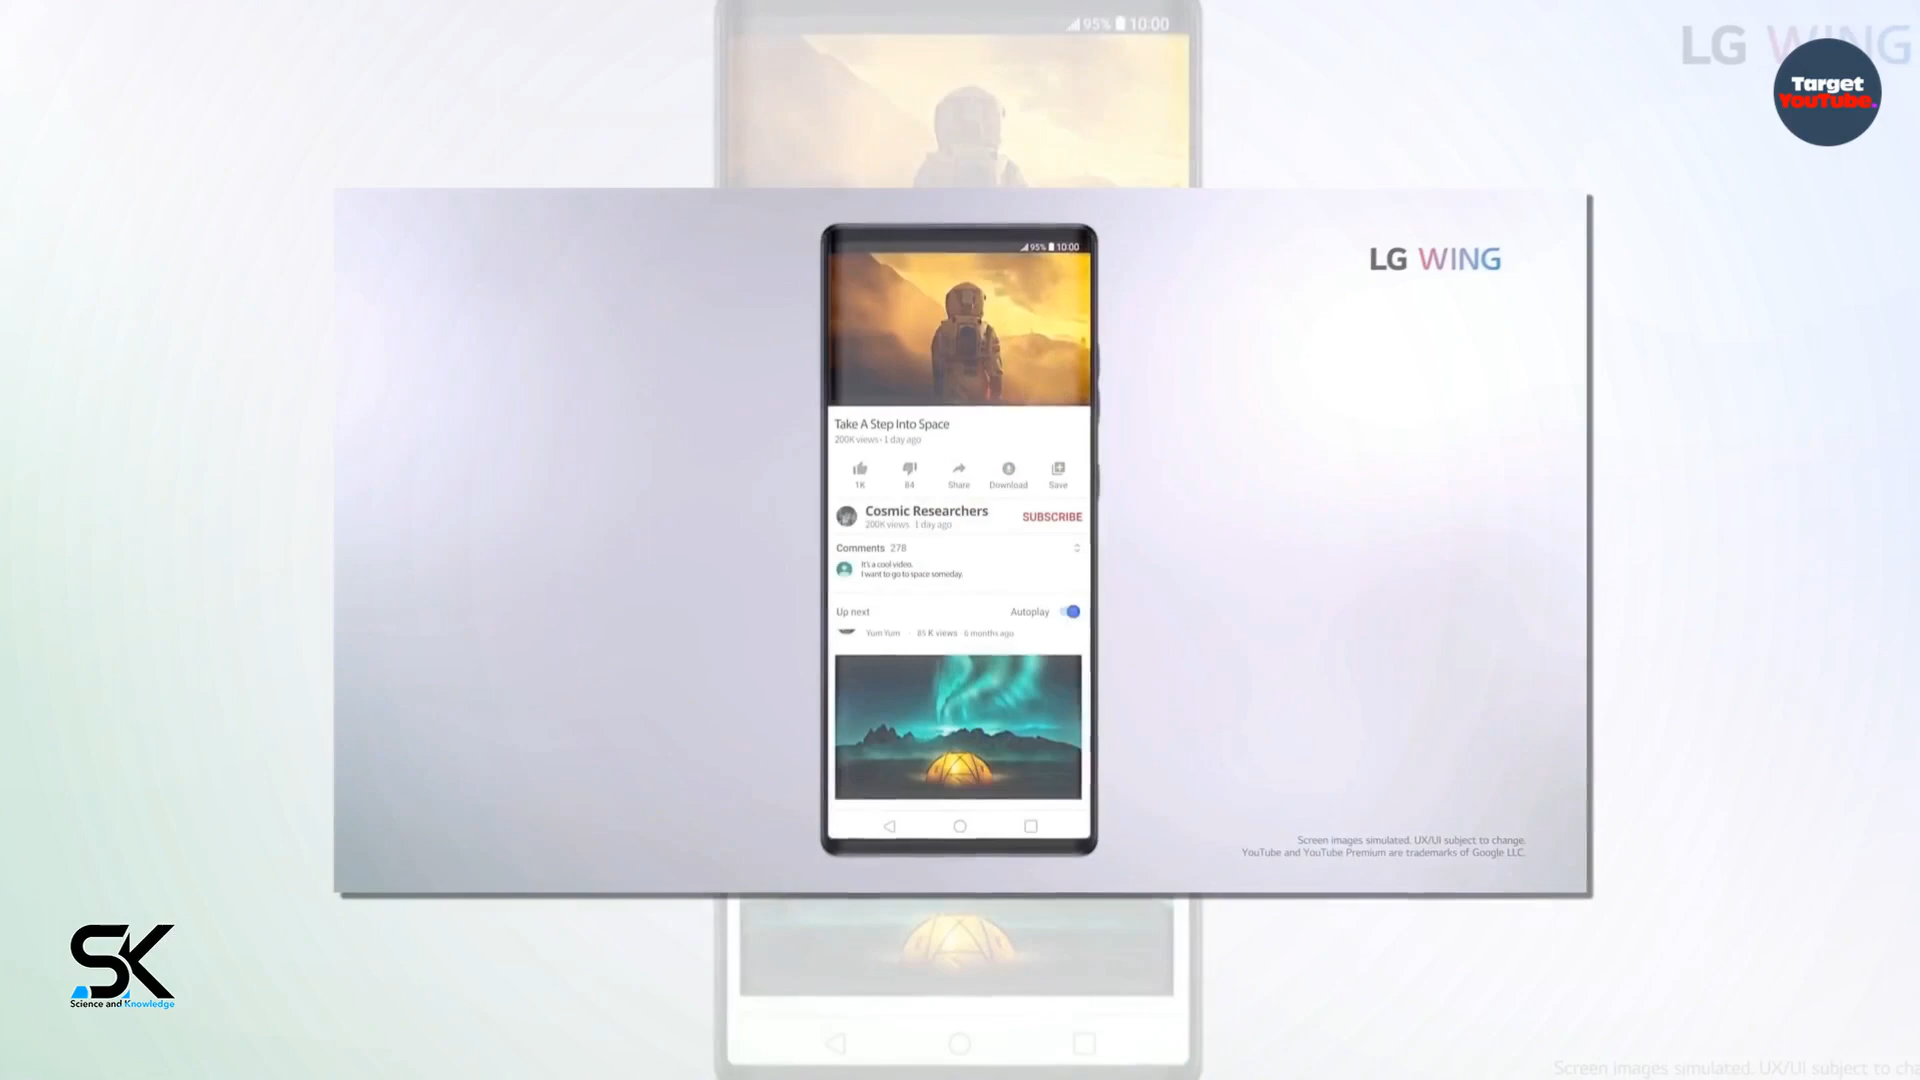 95% 10:00
LG WING
Target
YouTube.
95% 10:00
LG WING
Take A Step Into Space
200K views · 1 day ago
1K 84 Share Download Save
Cosmic Researchers
200K views 1 day ago
SUBSCRIBE
Comments 278
It's a cool video.
I want to go to space someday.
Up next Autoplay
Yum Yum · 85 K views · 6 months ago
Screen images simulated. UX/UI subject to change.
YouTube and YouTube Premium are trademarks of Google LLC.
SK
Science and Knowledge
Screen images simulated. UX/UI subject to cha